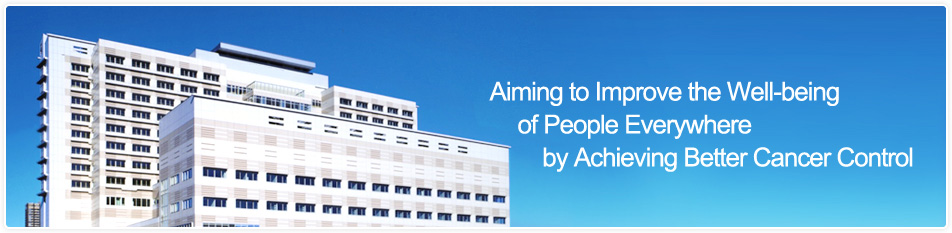 Aiming to Improve the Well-being
of People Everywhere
by Achieving Better Cancer Control